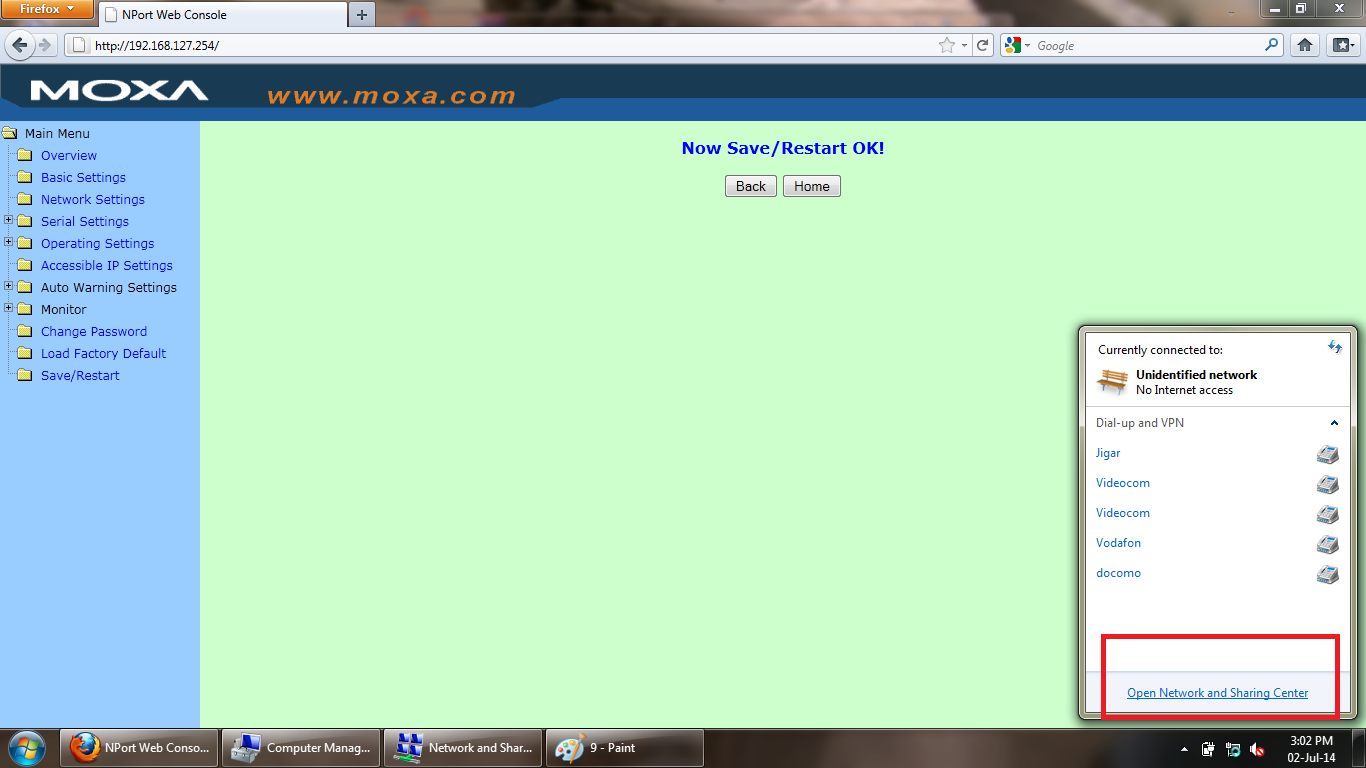 Firefox
NPort Web Console
http://192.168.127.254/
Google
MOXA
www.moxa.com
Main Menu
Overview
Basic Settings
Network Settings
Serial Settings
Operating Settings
Accessible IP Settings
Auto Warning Settings
Monitor
Change Password
Load Factory Default
Save/Restart
Now Save/Restart OK!
Back Home
Currently connected to:
Unidentified network
No Internet access
Dial-up and VPN
Jigar
Videocom
Videocom
Vodafon
docomo
Open Network and Sharing Center
NPort Web Conso... Computer Manag... Network and Shar... 9 - Paint
3:02 PM
02-Jul-14